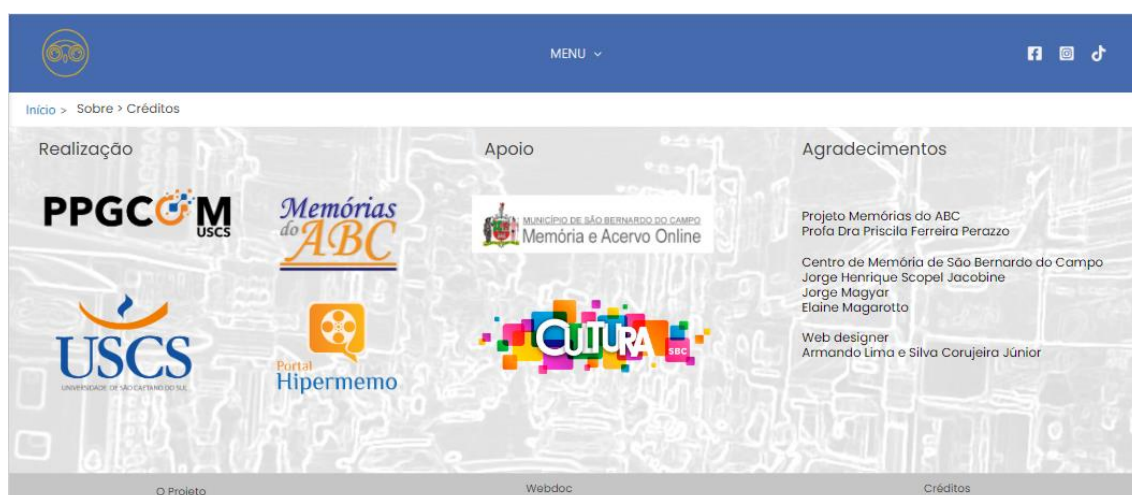 MENU
Início > Sobre > Créditos
Realização
PPGCOM
USCS
Memórias
do ABC
USCS
UNIVERSIDADE DE SÃO CAETANO DO SUL
Portal
Hipermemo
Apoio
MUNICÍPIO DE SÃO BERNARDO DO CAMPO
Memória e Acervo Online
CULTURA
SBC
Agradecimentos
Projeto Memórias do ABC
Profa Dra Priscila Ferreira Perazzo
Centro de Memória de São Bernardo do Campo
Jorge Henrique Scopel Jacobine
Jorge Magyar
Elaine Magarotto
Web designer
Armando Lima e Silva Corujeira Júnior
O Projeto
Webdoc
Créditos